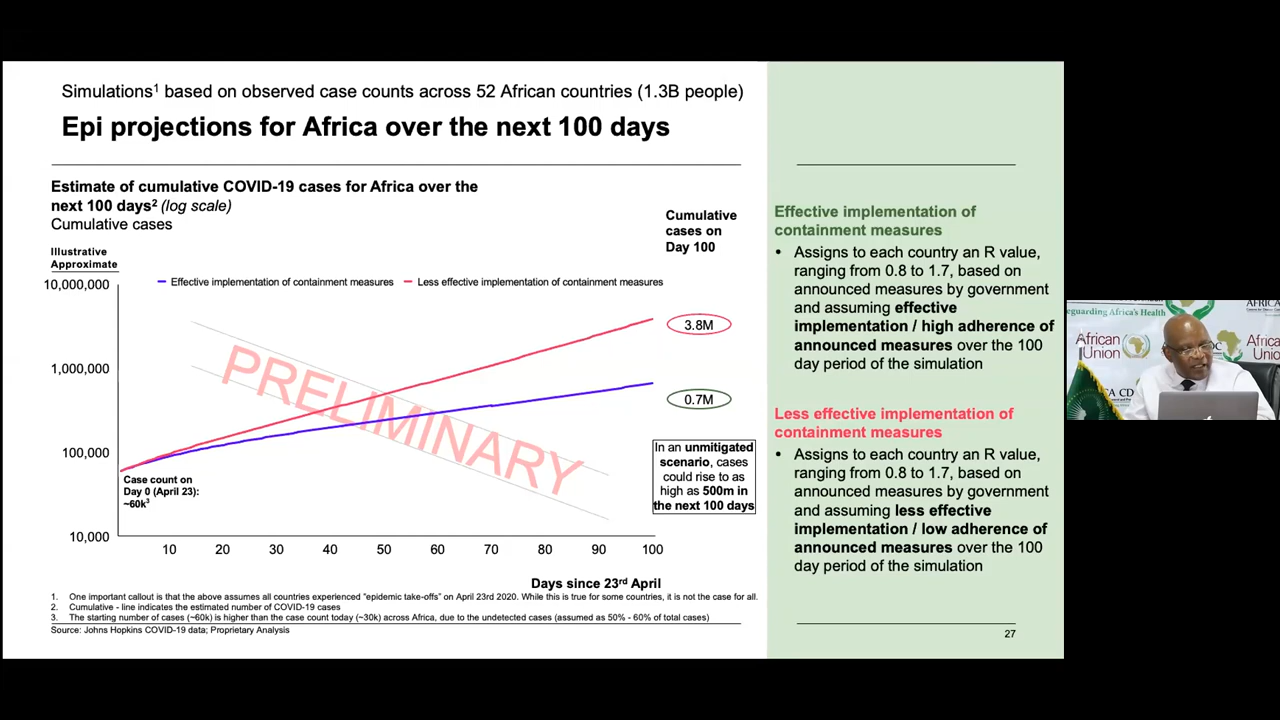 Simulations1 based on observed case counts across 52 African countries (1.3B people)
Epi projections for Africa over the next 100 days
Estimate of cumulative COVID-19 cases for Africa over the
next 100 days2 (log scale)
Cumulative cases
Illustrative
Approximate
Cumulative
cases on
Day 100
Effective implementation of containment measures
Less effective implementation of containment measures
10,000,000
1,000,000
100,000
10,000
PRELIMINARY
3.8M
0.7M
Case count on
Day 0 (April 23):
~60k3
In an unmitigated
scenario, cases
could rise to as
high as 500m in
the next 100 days
10 20 30 40 50 60 70 80 90 100
Days since 23rd April
1. One important callout is that the above assumes all countries experienced "epidemic take-offs" on April 23rd 2020. While this is true for some countries, it is not the case for all.
2. Cumulative - line indicates the estimated number of COVID-19 cases
3. The starting number of cases (~60k) is higher than the case count today (~30k) across Africa, due to the undetected cases (assumed as 50% - 60% of total cases)
Source: Johns Hopkins COVID-19 data; Proprietary Analysis
Effective implementation of
containment measures
• Assigns to each country an R value,
ranging from 0.8 to 1.7, based on
announced measures by government
and assuming effective
implementation / high adherence of
announced measures over the 100
day period of the simulation
Less effective implementation of
containment measures
• Assigns to each country an R value,
ranging from 0.8 to 1.7, based on
announced measures by government
and assuming less effective
implementation / low adherence of
announced measures over the 100
day period of the simulation
27
eguarding Africa's Health
African
Union
Africa
Unio
CA CD